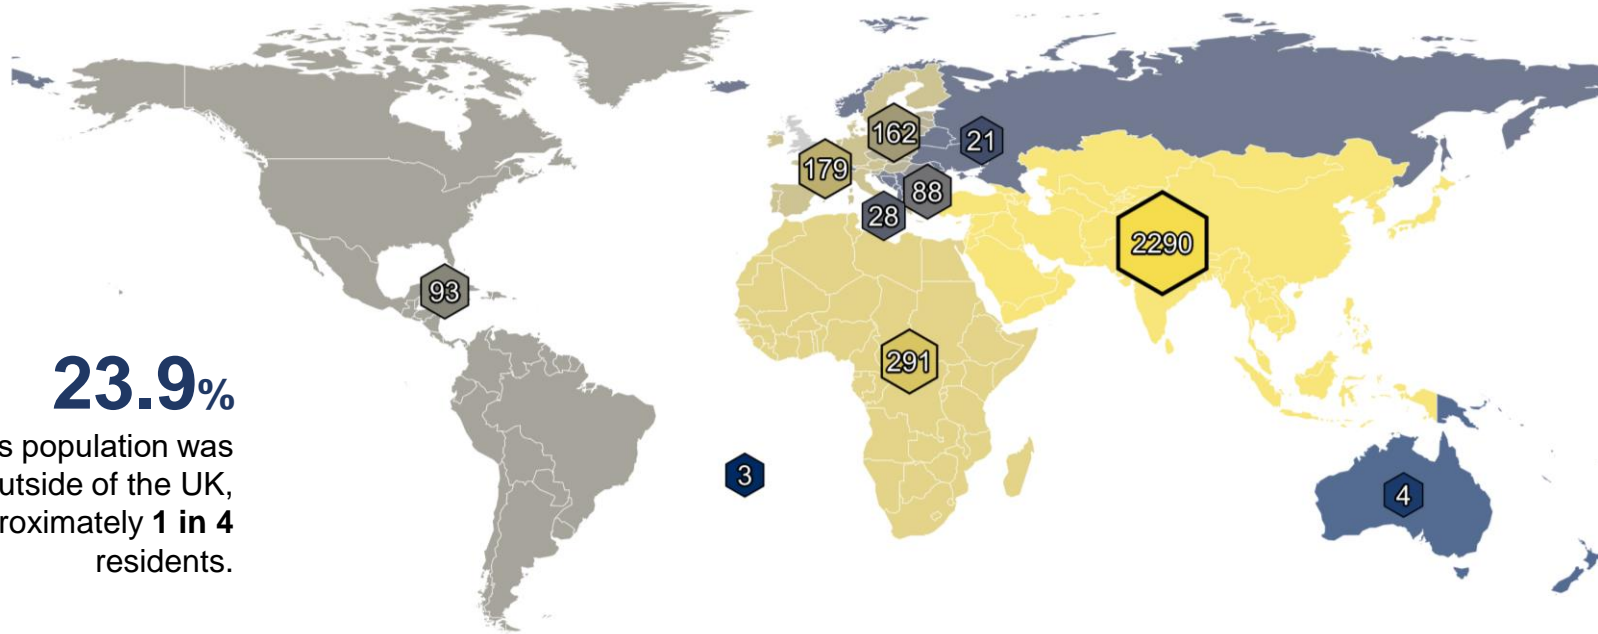 162
21
179
88
28
2290
93
291
3
4
23.9%
s population was
utside of the UK,
roximately 1 in 4
residents.